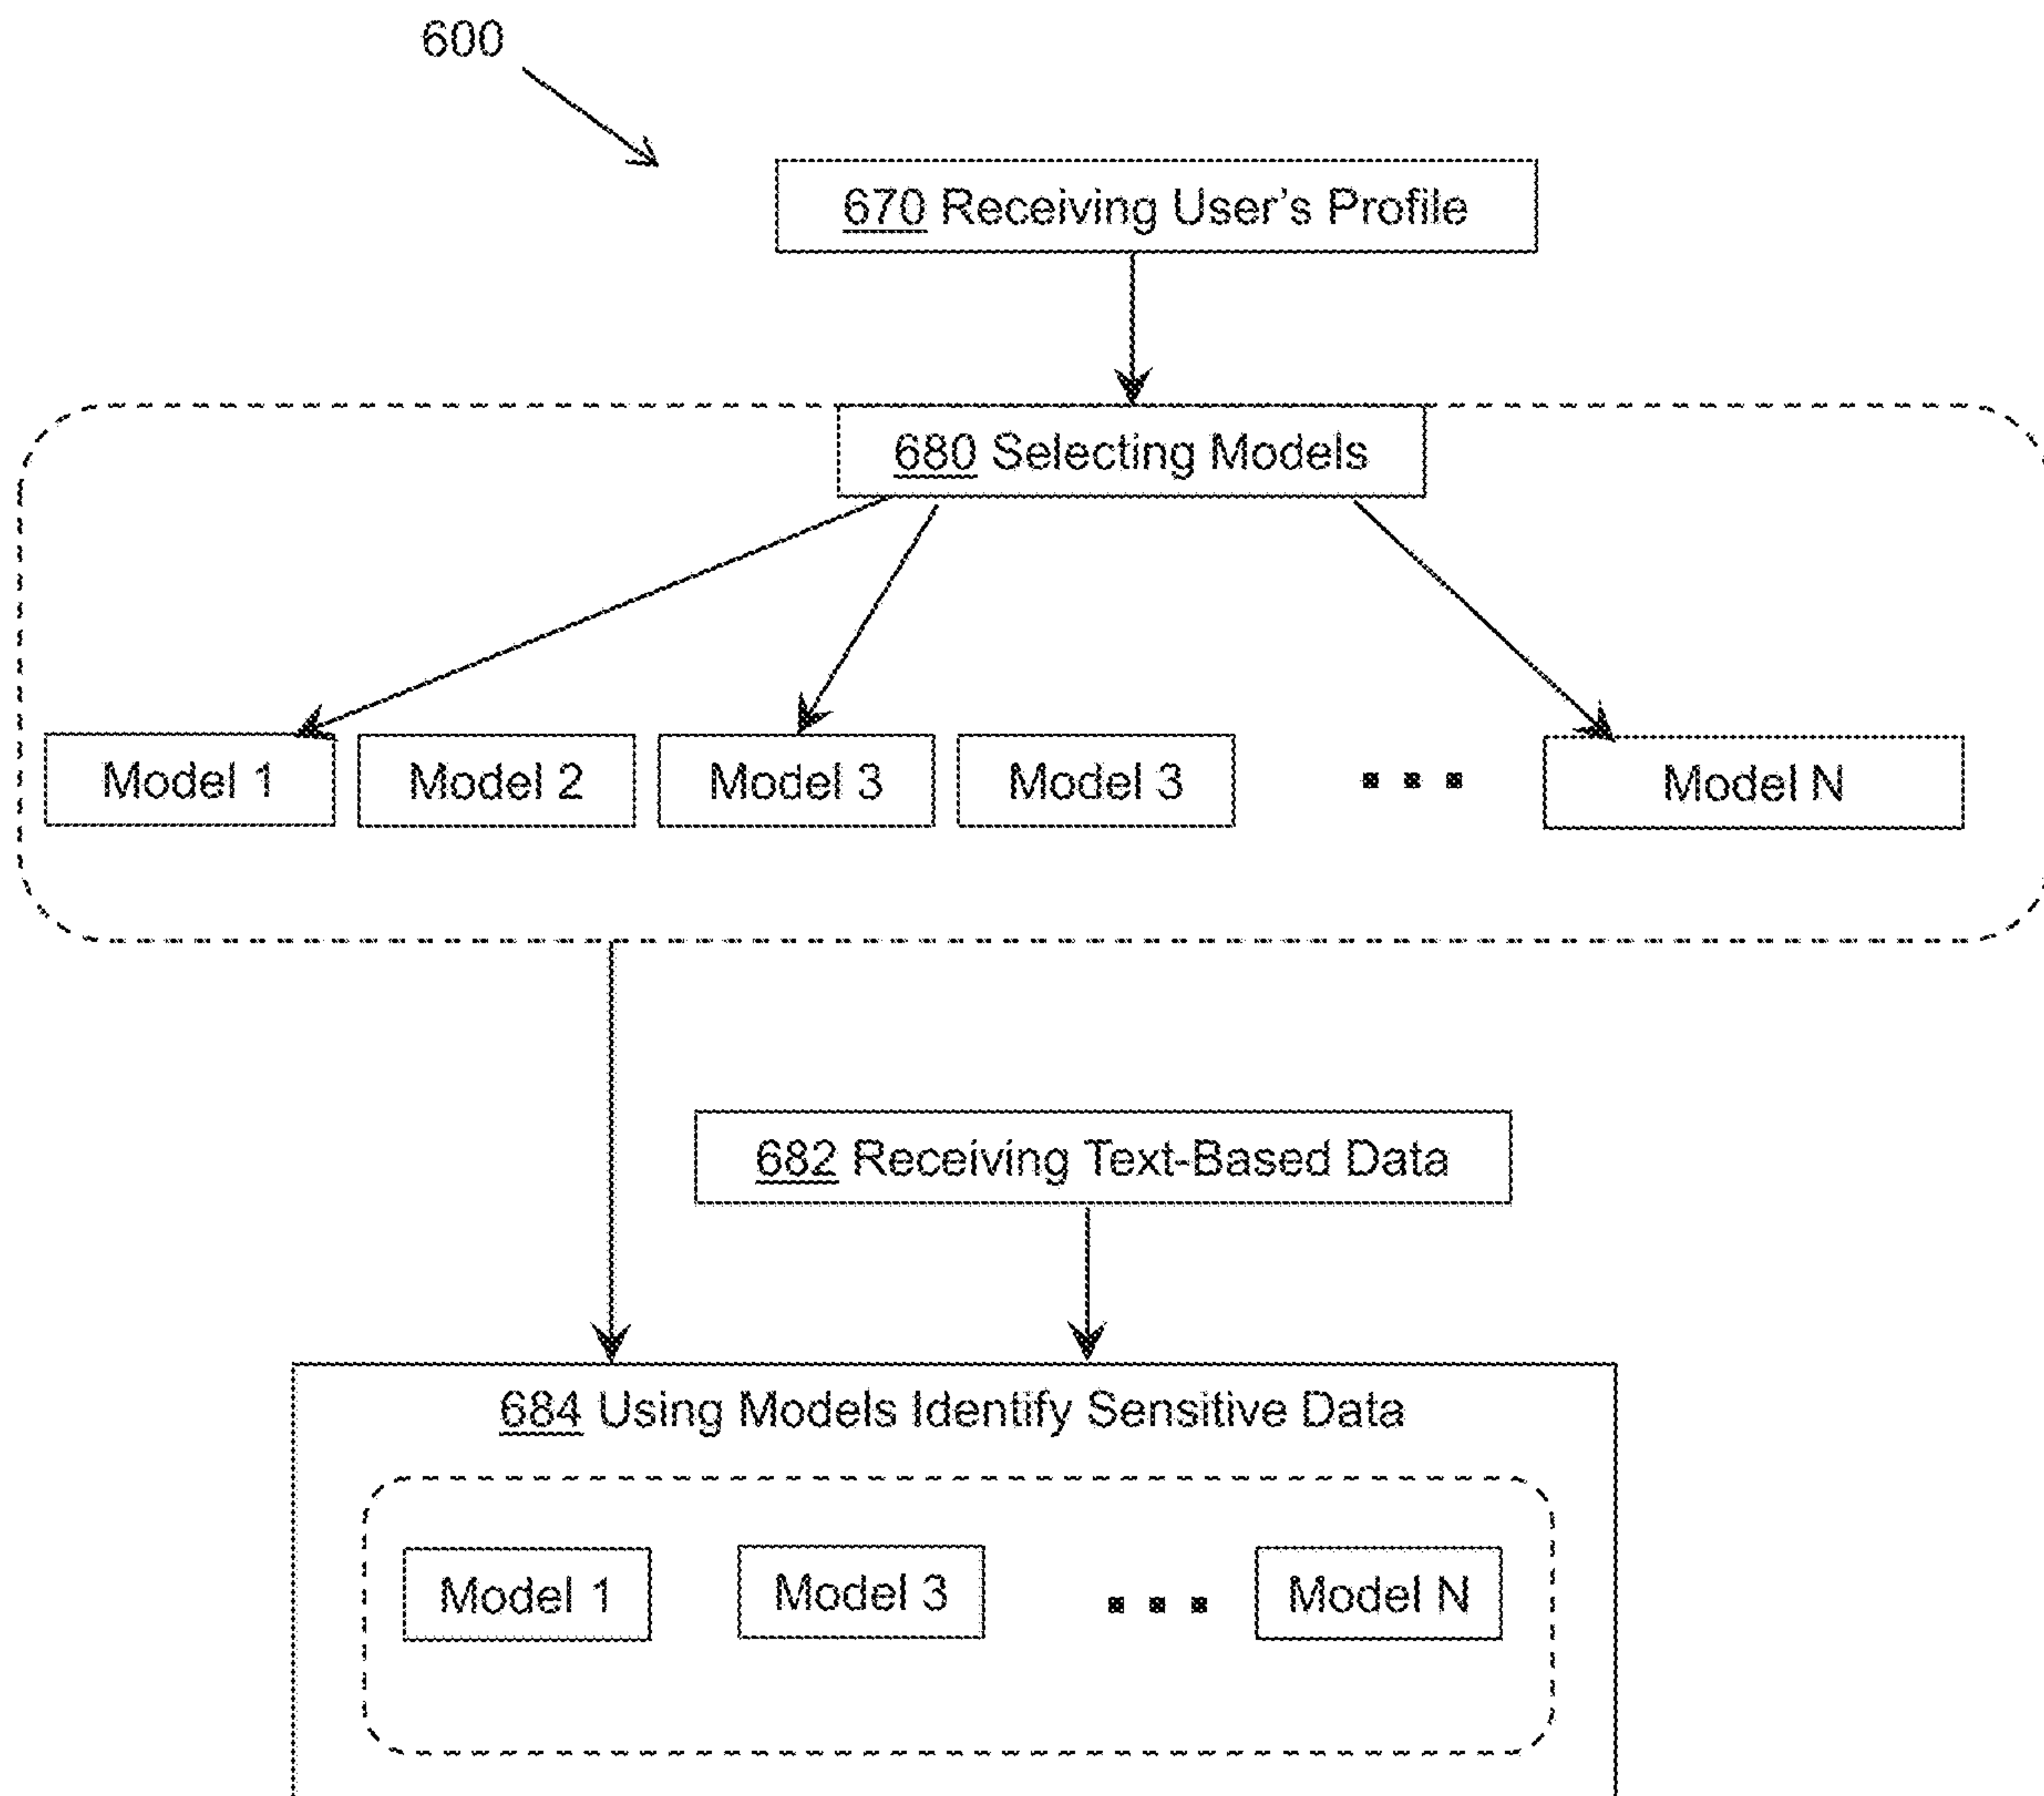 600
670 Receiving User's Profile
680 Selecting Models
Model 1 Model 2 Model 3 Model 3 ... Model N
682 Receiving Text-Based Data
684 Using Models Identify Sensitive Data
Model 1 Model 3 ... Model N